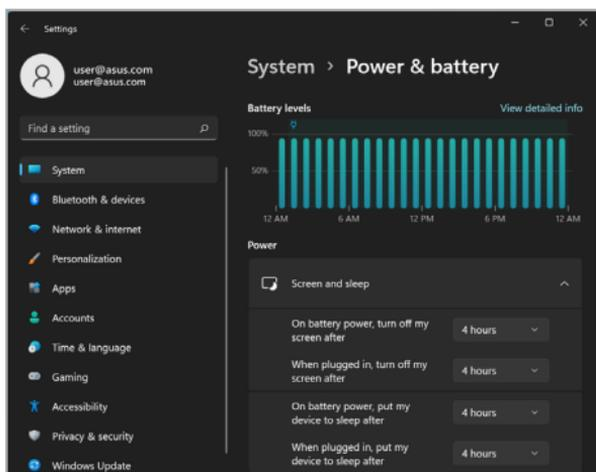 Settings
user@asus.com
user@asus.com
Find a setting
System
Bluetooth & devices
Network & internet
Personalization
Apps
Accounts
Time & language
Gaming
Accessibility
Privacy & security
Windows Update
System > Power & battery
Battery levels
View detailed info
100%
50%
12 AM 6 AM 12 PM 6 PM 12 AM
Power
Screen and sleep
On battery power, turn off my
screen after
4 hours
When plugged in, turn off my
screen after
4 hours
On battery power, put my
device to sleep after
4 hours
When plugged in, put my
device to sleep after
4 hours